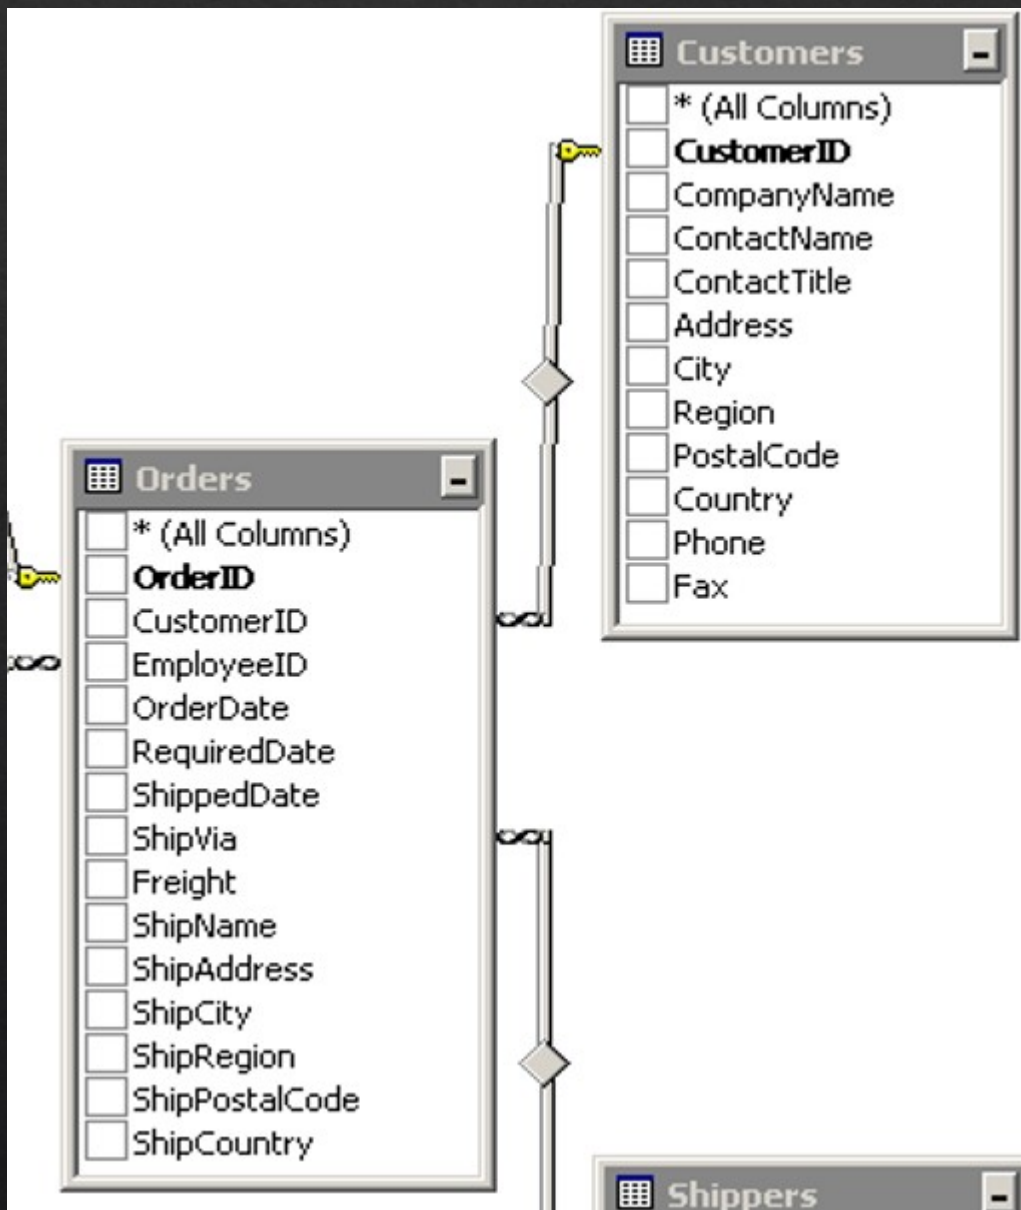 Customers
* (All Columns)
CustomerID
CompanyName
ContactName
ContactTitle
Address
City
Region
PostalCode
Country
Phone
Fax
Orders
* (All Columns)
OrderID
CustomerID
EmployeeID
OrderDate
RequiredDate
ShippedDate
ShipVia
Freight
ShipName
ShipAddress
ShipCity
ShipRegion
ShipPostalCode
ShipCountry
Shippers